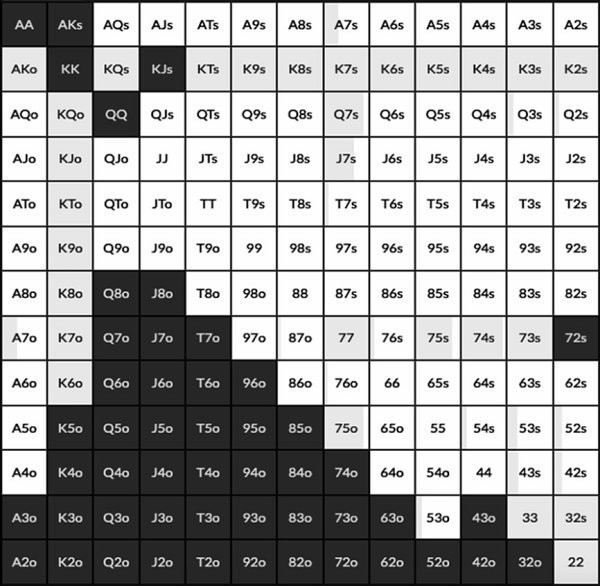 AA AKs AQs AJs ATs A9s A8s A7s A6s A5s A4s A3s A2s
AKo KK KQs KJs KTs K9s K8s K7s K6s K5s K4s K3s K2s
AQo KQo QQ QJs QTs Q9s Q8s Q7s Q6s Q5s Q4s Q3s Q2s
AJo KJo QJo JJ JTs J9s J8s J7s J6s J5s J4s J3s J2s
ATo KTo QTo JTo TT T9s T8s T7s T6s T5s T4s T3s T2s
A9o K9o Q9o J9o T9o 99 98s 97s 96s 95s 94s 93s 92s
A8o K8o Q8o J8o T8o 98o 88 87s 86s 85s 84s 83s 82s
A7o K7o Q7o J7o T7o 97o 87o 77 76s 75s 74s 73s 72s
A6o K6o Q6o J6o T6o 96o 86o 76o 66 65s 64s 63s 62s
A5o K5o Q5o J5o T5o 95o 85o 75o 65o 55 54s 53s 52s
A4o K4o Q4o J4o T4o 94o 84o 74o 64o 54o 44 43s 42s
A3o K3o Q3o J3o T3o 93o 83o 73o 63o 53o 43o 33 32s
A2o K2o Q2o J2o T2o 92o 82o 72o 62o 52o 42o 32o 22